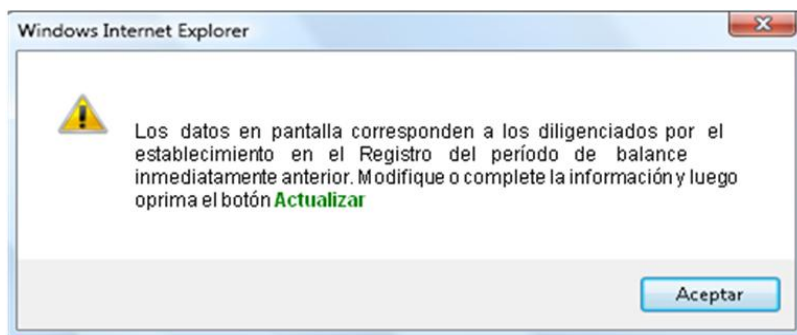 Windows Internet Explorer
Los datos en pantalla corresponden a los diligenciados por el
establecimiento en el Registro del período de balance
inmediatamente anterior. Modifique o complete la información y luego
oprima el botón Actualizar
Aceptar